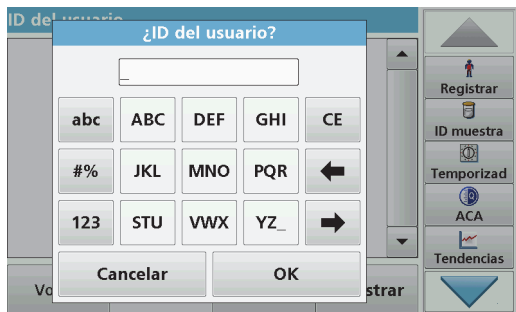 ID del usuario
¿ID del usuario?
_
abc ABC DEF GHI CE
#% JKL MNO PQR
123 STU VWX YZ_
Cancelar OK
Vo
strar
Registrar
ID muestra
Temporizad
ACA
Tendencias